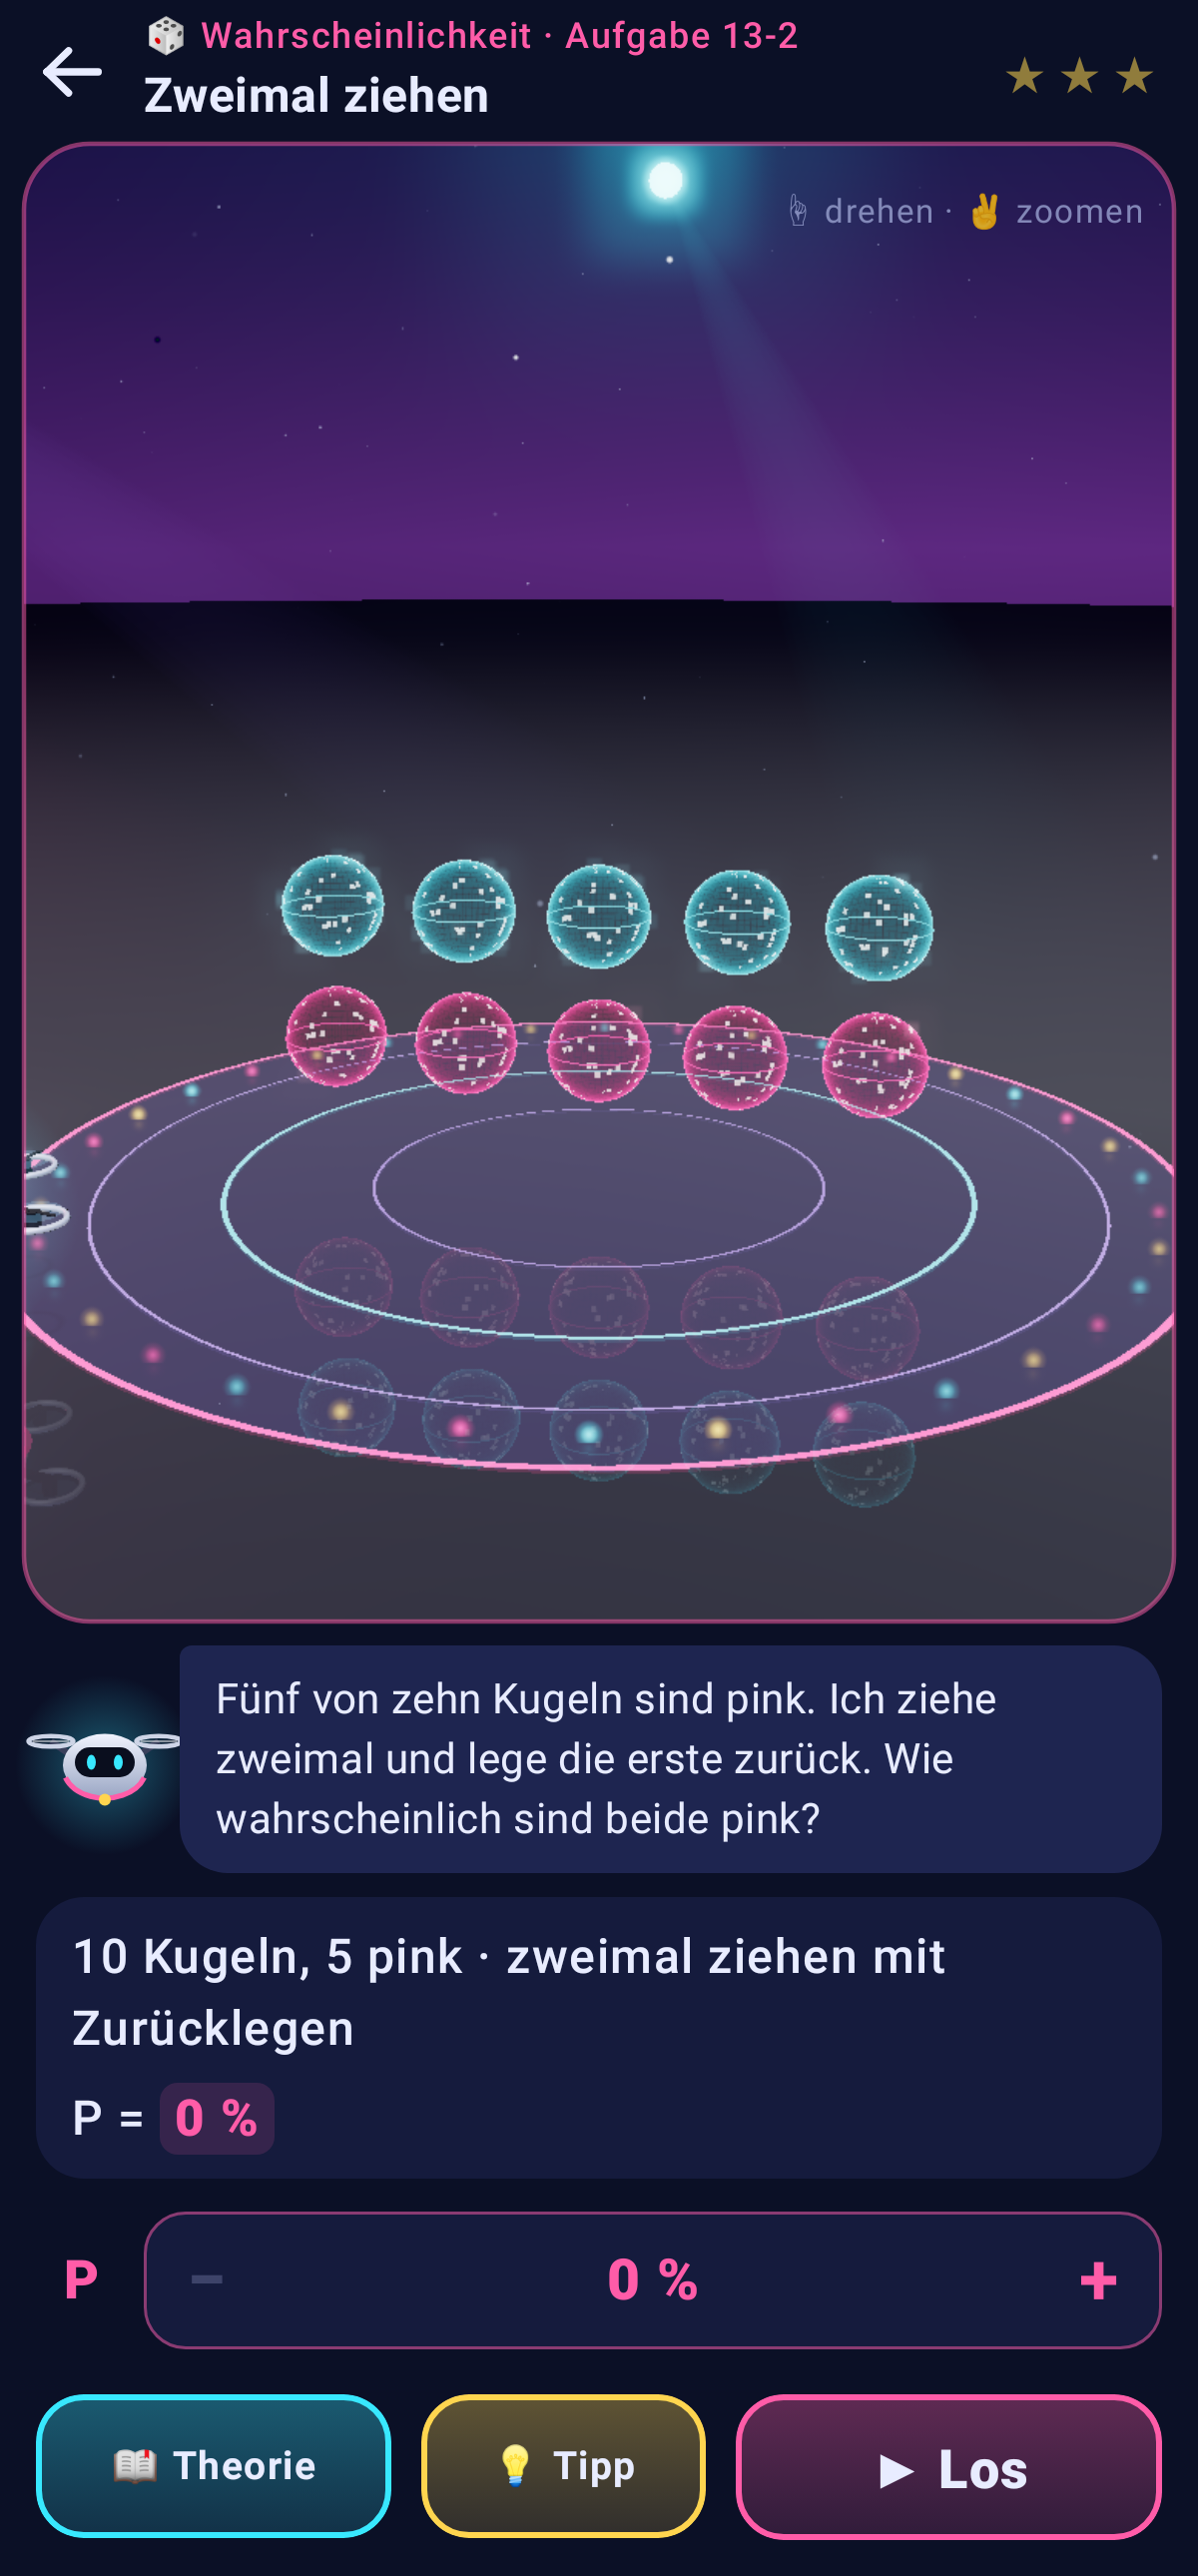 🎲 Wahrscheinlichkeit · Aufgabe 13-2
Zweimal ziehen
★ ★ ★
☝ drehen · ✌ zoomen
Fünf von zehn Kugeln sind pink. Ich ziehe
zweimal und lege die erste zurück. Wie
wahrscheinlich sind beide pink?
10 Kugeln, 5 pink · zweimal ziehen mit
Zurücklegen
P = 0 %
P − 0 % +
📖 Theorie
💡 Tipp
▶ Los